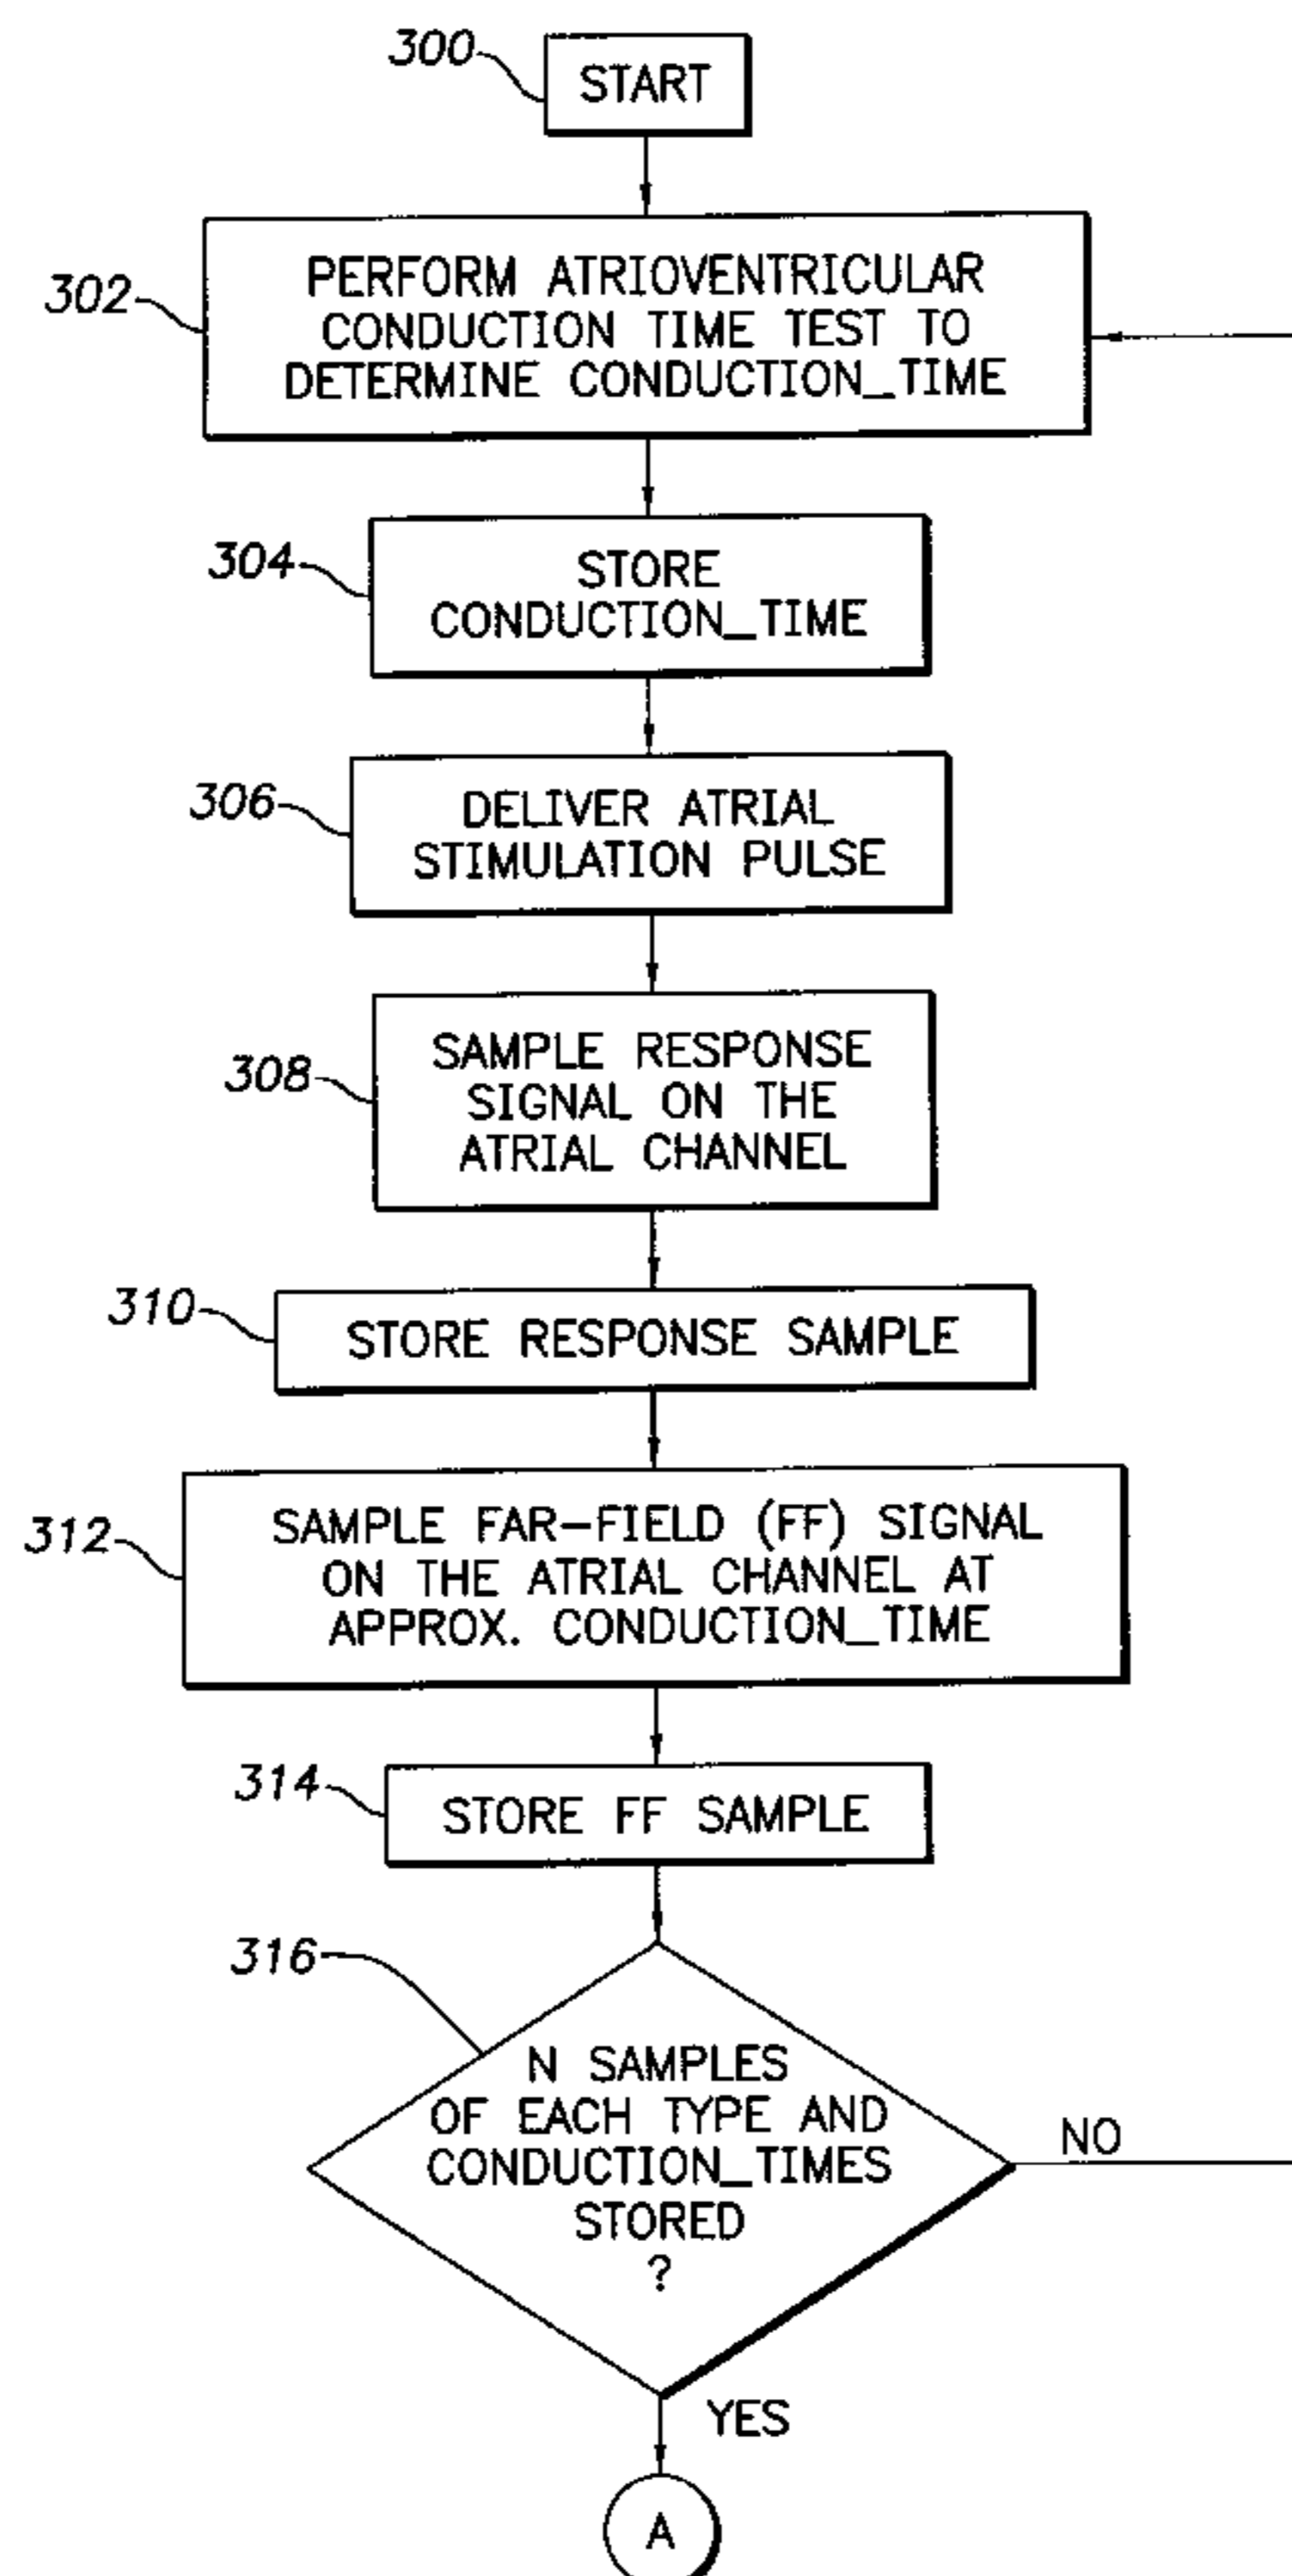 300
START
302
PERFORM ATRIOVENTRICULAR
CONDUCTION TIME TEST TO
DETERMINE CONDUCTION_TIME
304
STORE
CONDUCTION_TIME
306
DELIVER ATRIAL
STIMULATION PULSE
308
SAMPLE RESPONSE
SIGNAL ON THE
ATRIAL CHANNEL
310
STORE RESPONSE SAMPLE
312
SAMPLE FAR-FIELD (FF) SIGNAL
ON THE ATRIAL CHANNEL AT
APPROX. CONDUCTION_TIME
314
STORE FF SAMPLE
316
N SAMPLES
OF EACH TYPE AND
CONDUCTION_TIMES
STORED
?
NO
YES
A